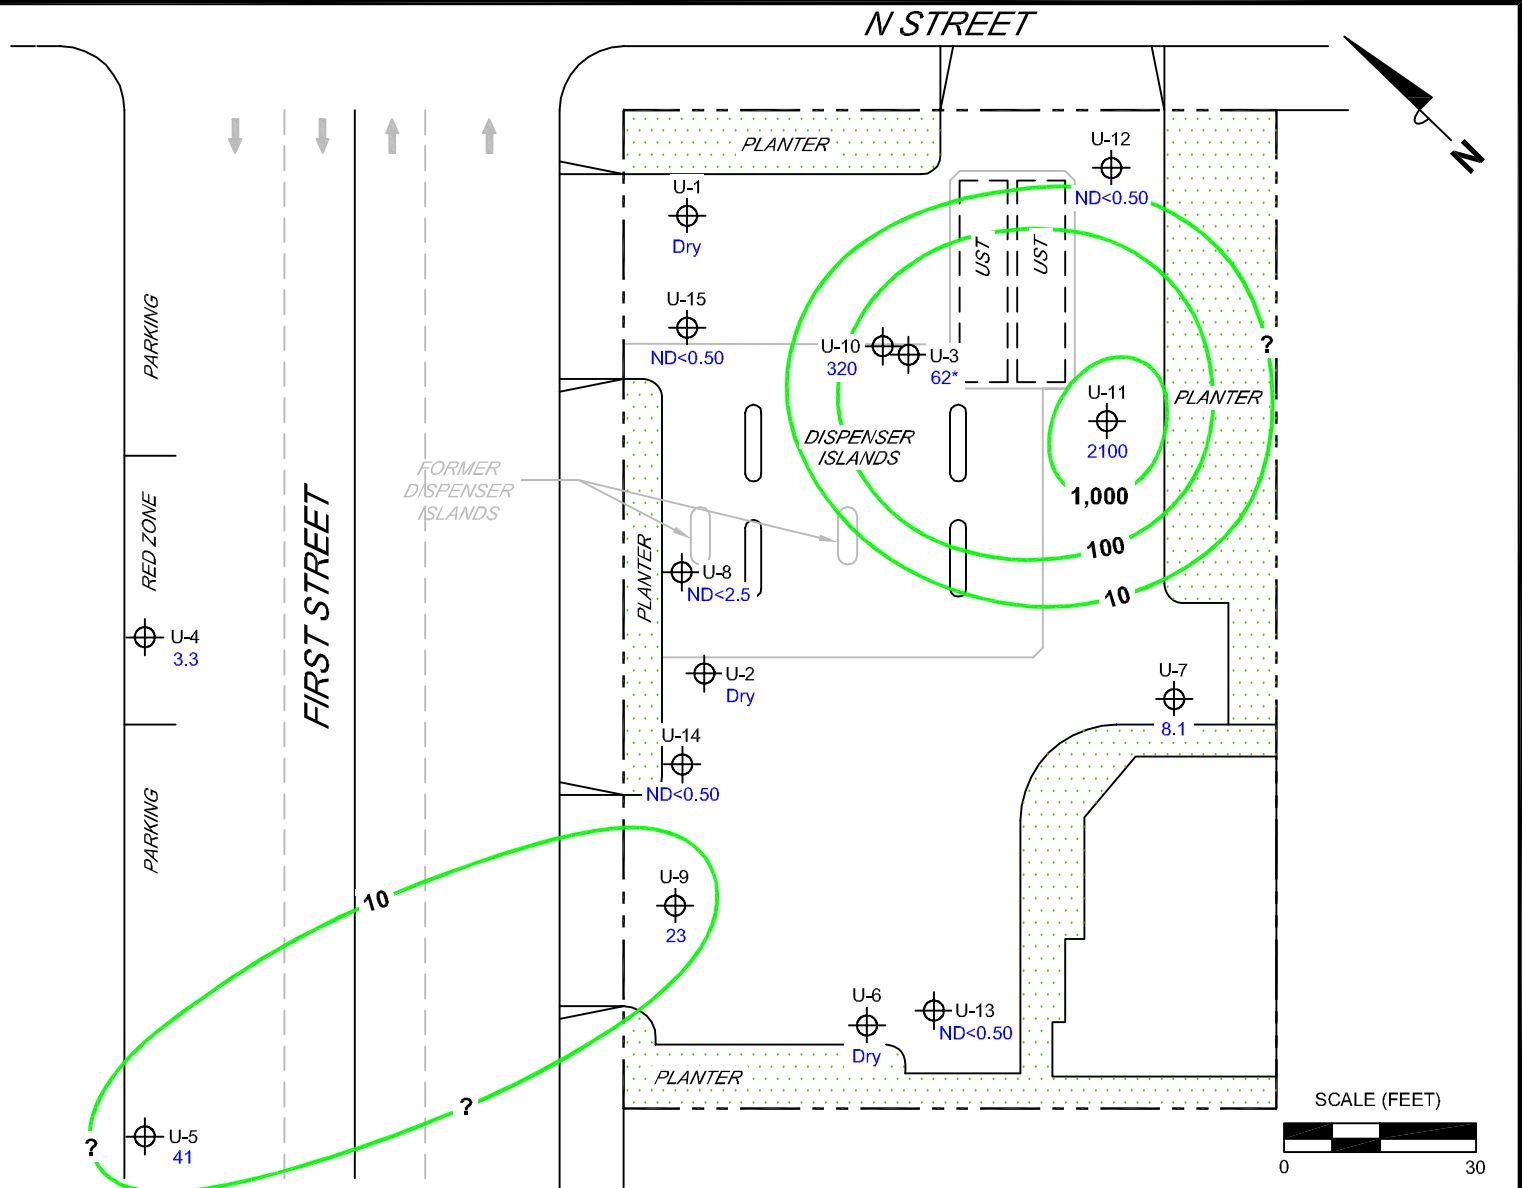 N STREET
N
PLANTER
U-12
ND<0.50
U-1
Dry
UST
UST
U-15
ND<0.50
U-10
320
U-3
62*
?
U-11
2100
PLANTER
1,000
DISPENSER
ISLANDS
100
10
PARKING
RED ZONE
FIRST STREET
FORMER
DISPENSER
ISLANDS
PLANTER
U-8
ND<2.5
U-4
3.3
U-2
Dry
U-7
8.1
U-14
ND<0.50
PARKING
10
U-9
23
U-6
Dry
U-13
ND<0.50
PLANTER
?
?
U-5
41
SCALE (FEET)
0
30